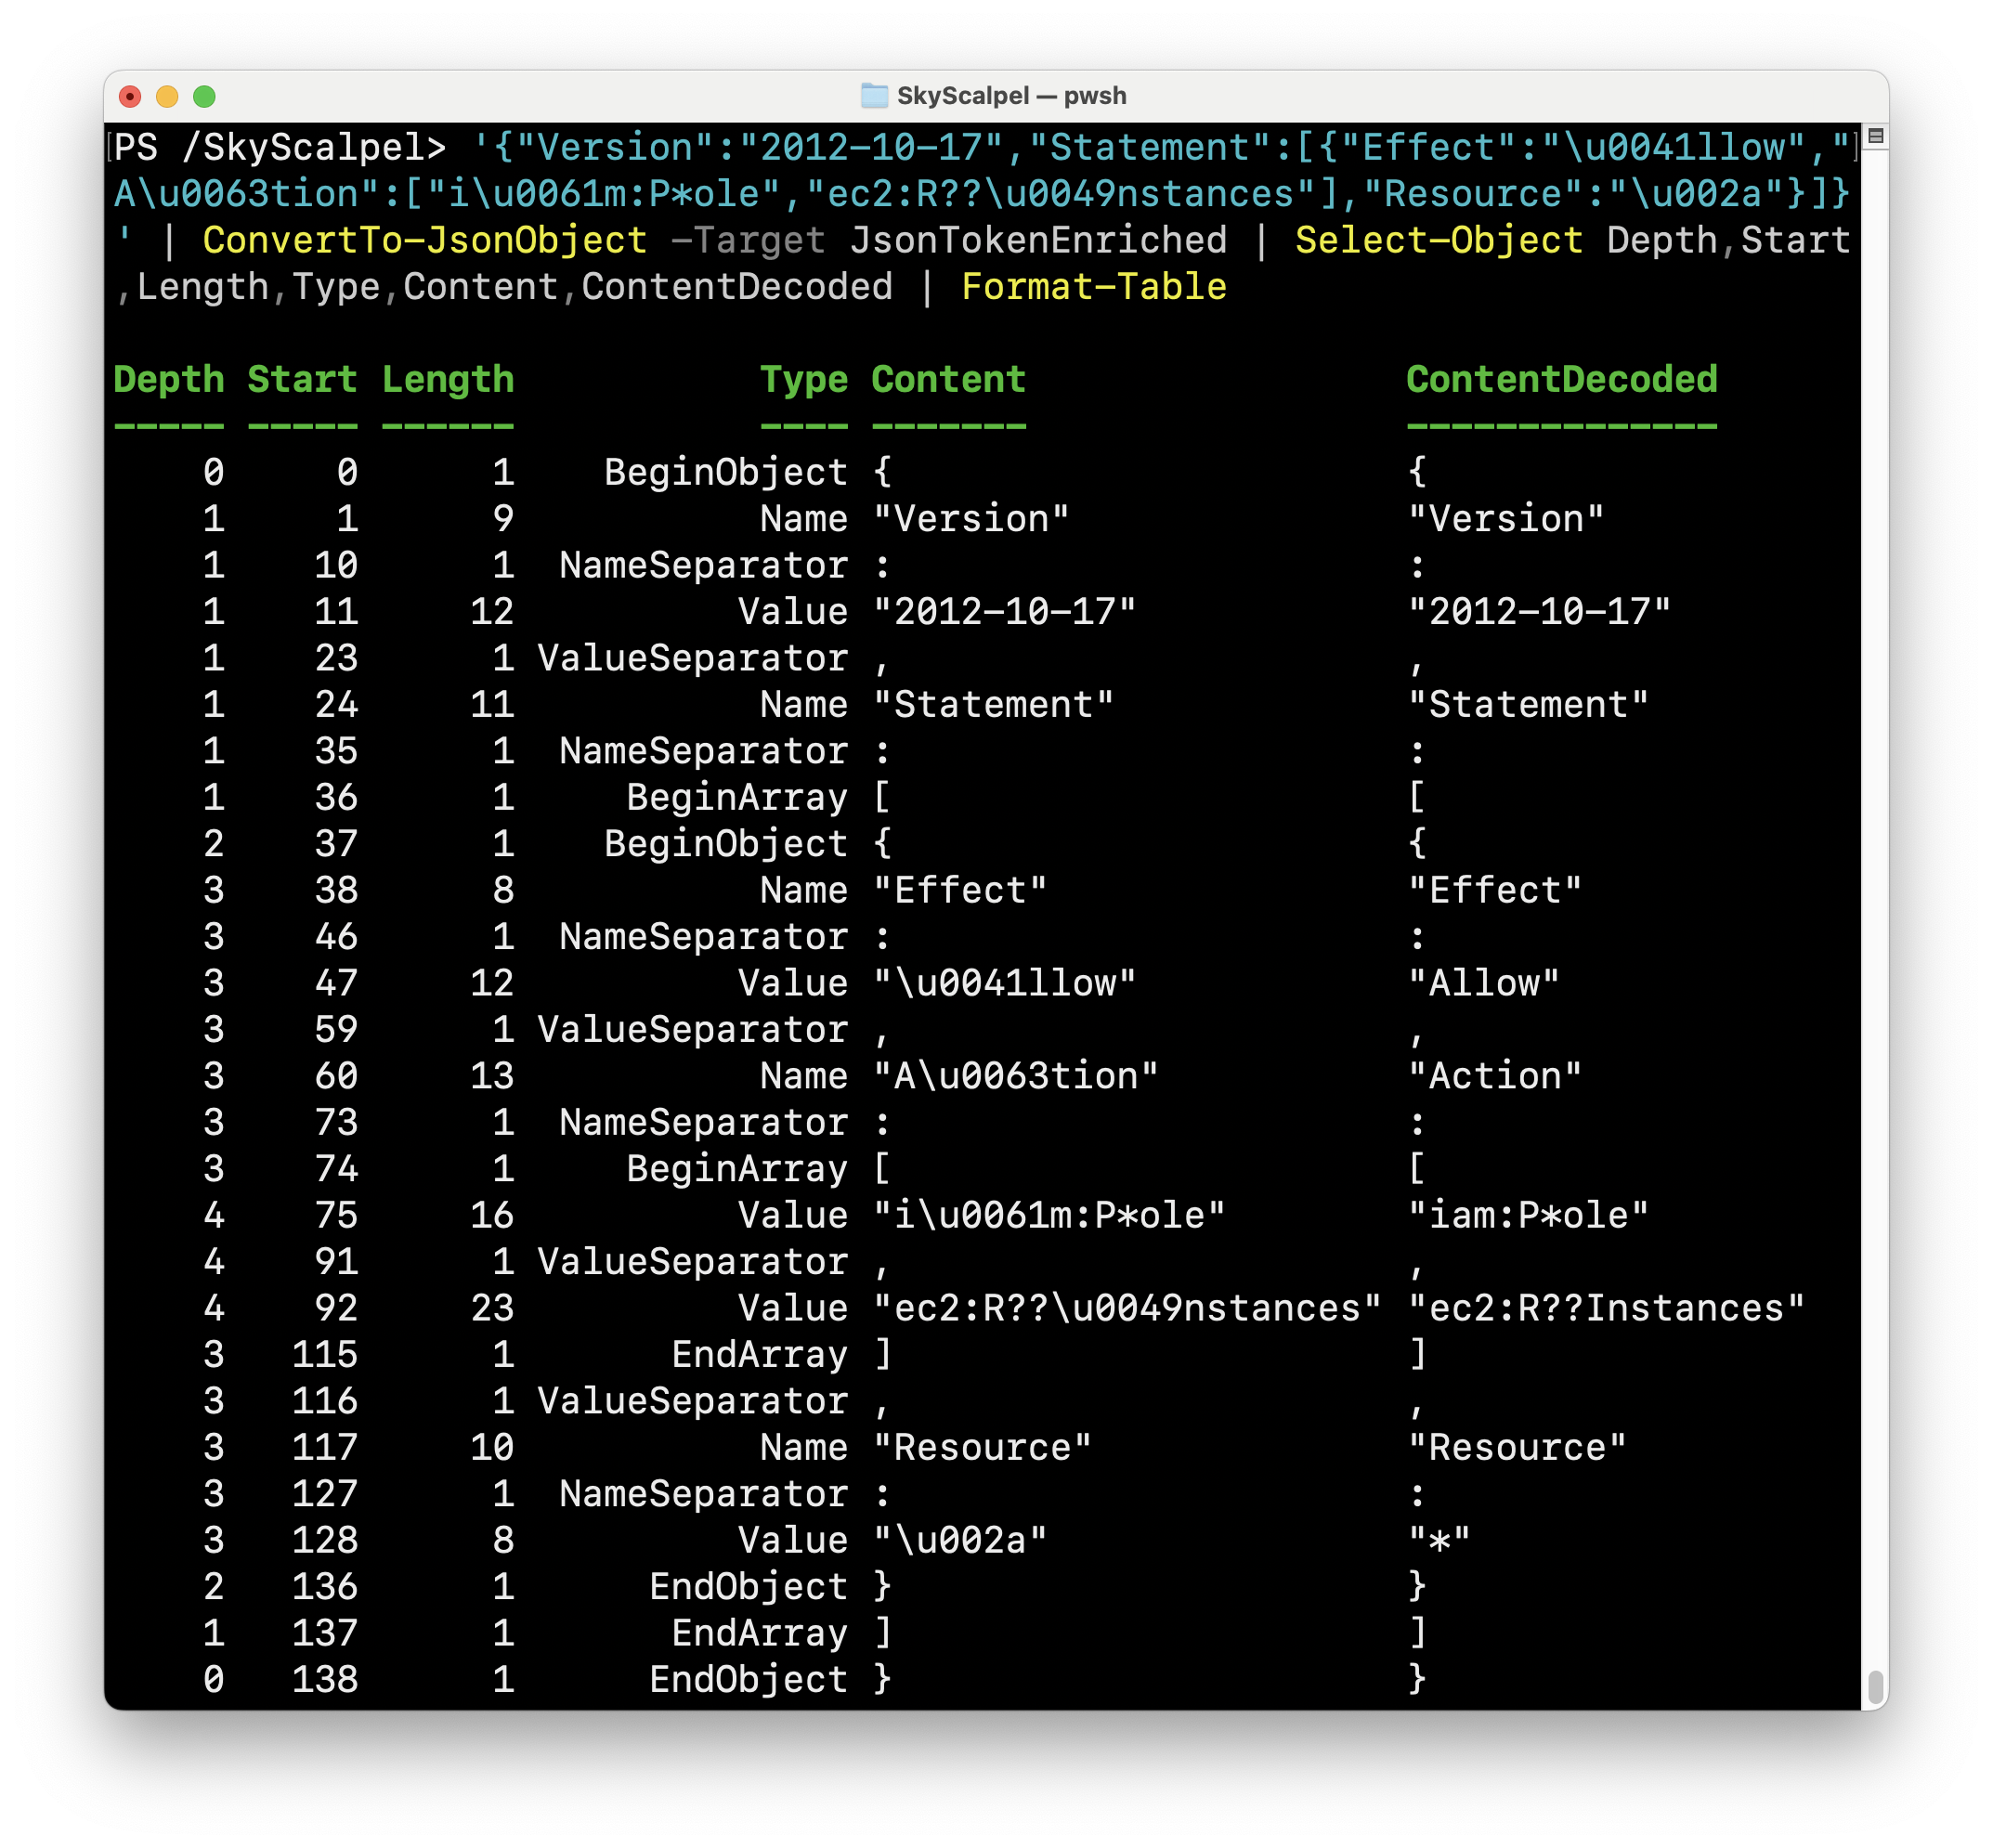 SkyScalpel — pwsh
PS /SkyScalpel> '{"Version":"2012-10-17","Statement":[{"Effect":"\u0041llow","
A\u0063tion":["i\u0061m:P*ole","ec2:R??\u0049nstances"],"Resource":"\u002a"}]}
' | ConvertTo-JsonObject -Target JsonTokenEnriched | Select-Object Depth,Start
,Length,Type,Content,ContentDecoded | Format-Table
Depth Start Length Type Content ContentDecoded
----- ----- ------ ---- ------- --------------
0 0 1 BeginObject { {
1 1 9 Name "Version" "Version"
1 10 1 NameSeparator : :
1 11 12 Value "2012-10-17" "2012-10-17"
1 23 1 ValueSeparator , ,
1 24 11 Name "Statement" "Statement"
1 35 1 NameSeparator : :
1 36 1 BeginArray [ [
2 37 1 BeginObject { {
3 38 8 Name "Effect" "Effect"
3 46 1 NameSeparator : :
3 47 12 Value "\u0041llow" "Allow"
3 59 1 ValueSeparator , ,
3 60 13 Name "A\u0063tion" "Action"
3 73 1 NameSeparator : :
3 74 1 BeginArray [ [
4 75 16 Value "i\u0061m:P*ole" "iam:P*ole"
4 91 1 ValueSeparator , ,
4 92 23 Value "ec2:R??\u0049nstances" "ec2:R??Instances"
3 115 1 EndArray ] ]
3 116 1 ValueSeparator , ,
3 117 10 Name "Resource" "Resource"
3 127 1 NameSeparator : :
3 128 8 Value "\u002a" "*"
2 136 1 EndObject } }
1 137 1 EndArray ] ]
0 138 1 EndObject } }